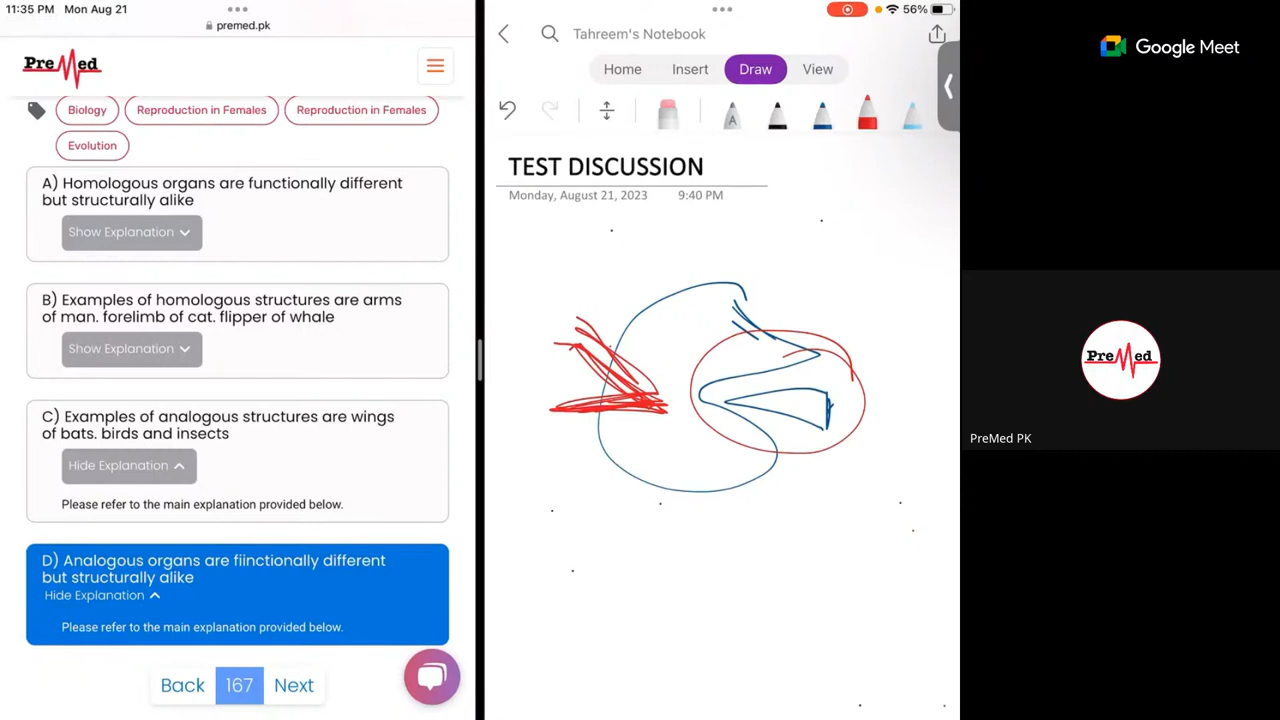 11:35 PM Mon Aug 21
premed.pk
PreMed
Biology
Reproduction in Females
Reproduction in Females
Evolution
A) Homologous organs are functionally different
but structurally alike
Show Explanation
B) Examples of homologous structures are arms
of man. forelimb of cat. flipper of whale
Show Explanation
C) Examples of analogous structures are wings
of bats. birds and insects
Hide Explanation
Please refer to the main explanation provided below.
D) Analogous organs are fiinctionally different
but structurally alike
Hide Explanation
Please refer to the main explanation provided below.
Back
167
Next
56%
Tahreem's Notebook
Home
Insert
Draw
View
A
TEST DISCUSSION
Monday, August 21, 2023
9:40 PM
Google Meet
PreMed
PreMed PK